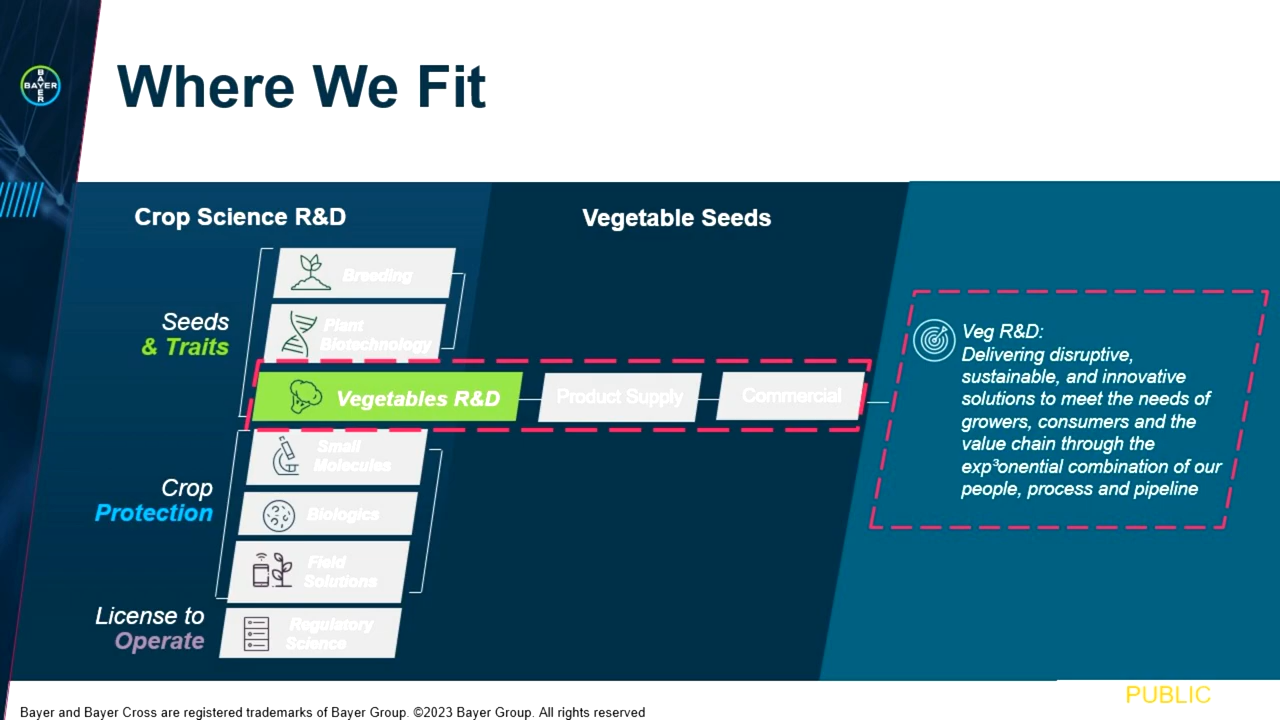 BAYER
BAYER
Where We Fit
Crop Science R&D
Vegetable Seeds
Seeds
& Traits
Breeding
Plant
Biotechnology
Vegetables R&D
Product Supply
Commercial
Crop
Protection
Small
Molecules
Biologics
Field
Solutions
License to
Operate
Regulatory
Science
Veg R&D:
Delivering disruptive,
sustainable, and innovative
solutions to meet the needs of
growers, consumers and the
value chain through the
exp³onential combination of our
people, process and pipeline
PUBLIC
Bayer and Bayer Cross are registered trademarks of Bayer Group. ©2023 Bayer Group. All rights reserved